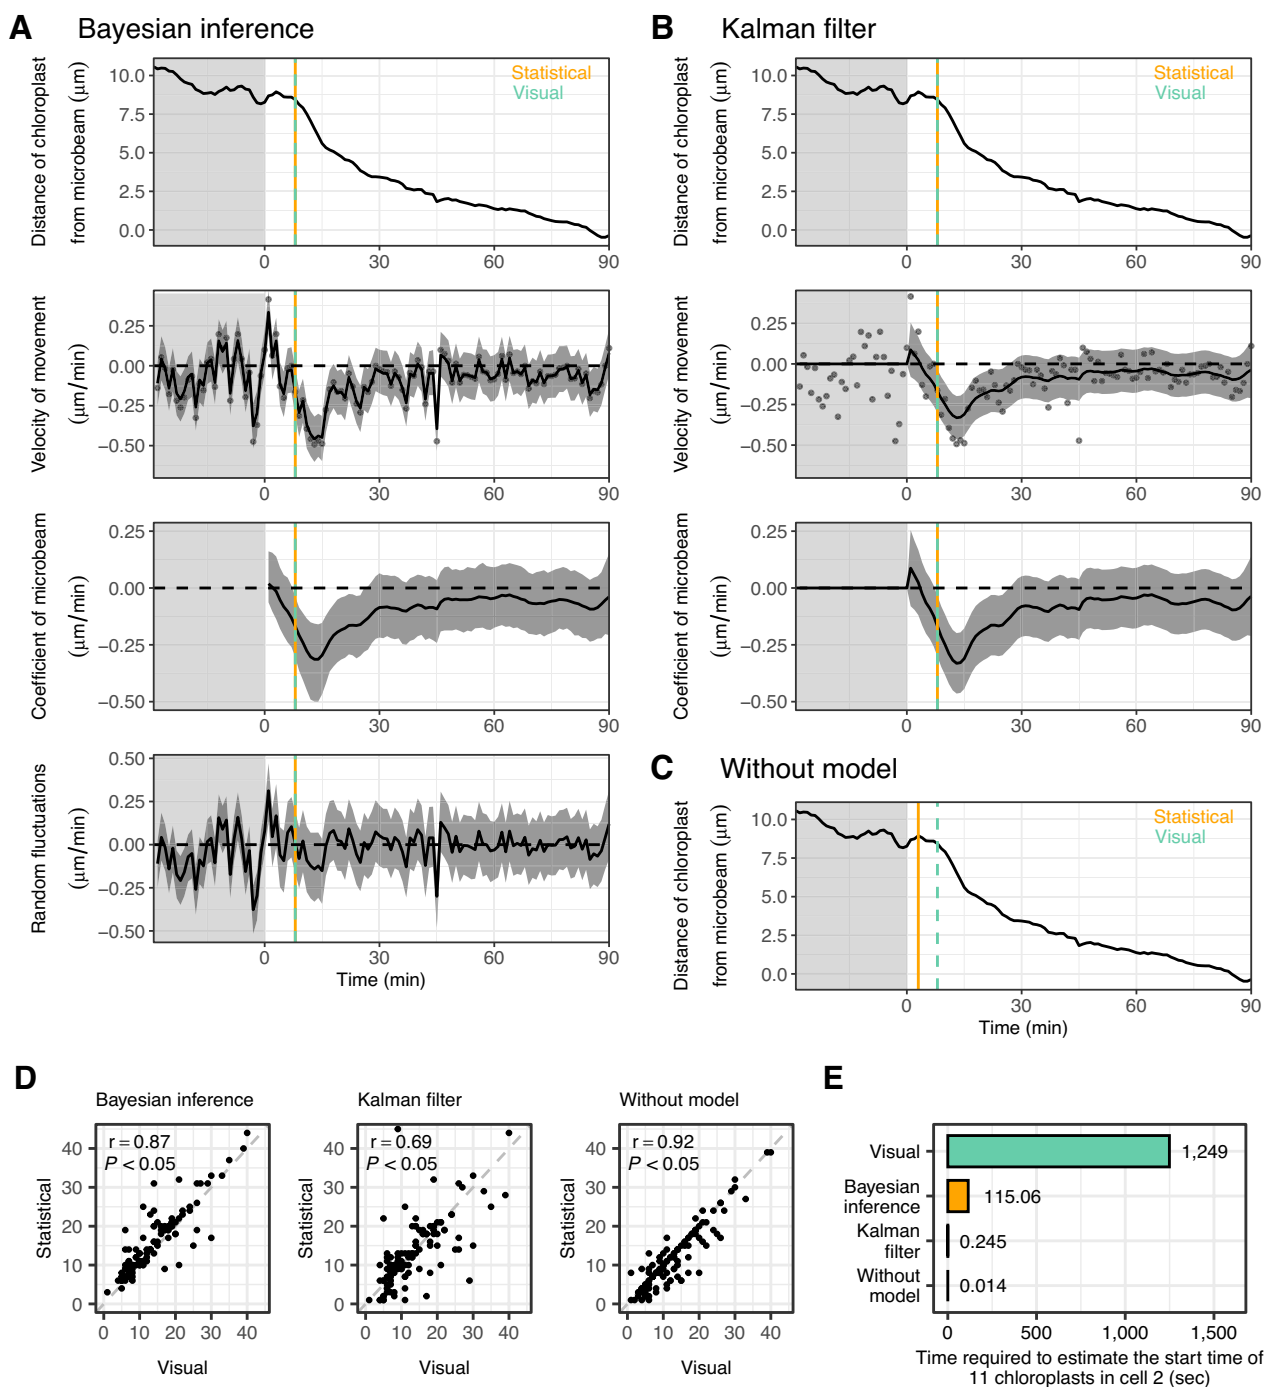 A Bayesian inference
Distance of chloroplast
from microbeam (μm)
10.0
7.5
5.0
2.5
0.0
Statistical
Visual
0 30 60 90
Velocity of movement
(μm/min)
0.25
0.00
−0.25
−0.50
0 30 60 90
Coefficient of microbeam
(μm/min)
0.25
0.00
−0.25
−0.50
0 30 60 90
Random fluctuations
(μm/min)
0.50
0.25
0.00
−0.25
−0.50
0 30 60 90
Time (min)
B Kalman filter
Distance of chloroplast
from microbeam (μm)
10.0
7.5
5.0
2.5
0.0
Statistical
Visual
0 30 60 90
Velocity of movement
(μm/min)
0.25
0.00
−0.25
−0.50
0 30 60 90
Coefficient of microbeam
(μm/min)
0.25
0.00
−0.25
−0.50
0 30 60 90
C Without model
Distance of chloroplast
from microbeam (μm)
10.0
7.5
5.0
2.5
0.0
Statistical
Visual
0 30 60 90
Time (min)
D
Bayesian inference
r = 0.87
P < 0.05
Statistical
40
30
20
10
0
0 10 20 30 40
Visual
Kalman filter
r = 0.69
P < 0.05
Statistical
40
30
20
10
0
0 10 20 30 40
Visual
Without model
r = 0.92
P < 0.05
Statistical
40
30
20
10
0
0 10 20 30 40
Visual
E
Visual
1,249
Bayesian
inference
115.06
Kalman
filter
0.245
Without
model
0.014
0 500 1,000 1,500
Time required to estimate the start time of
11 chloroplasts in cell 2 (sec)